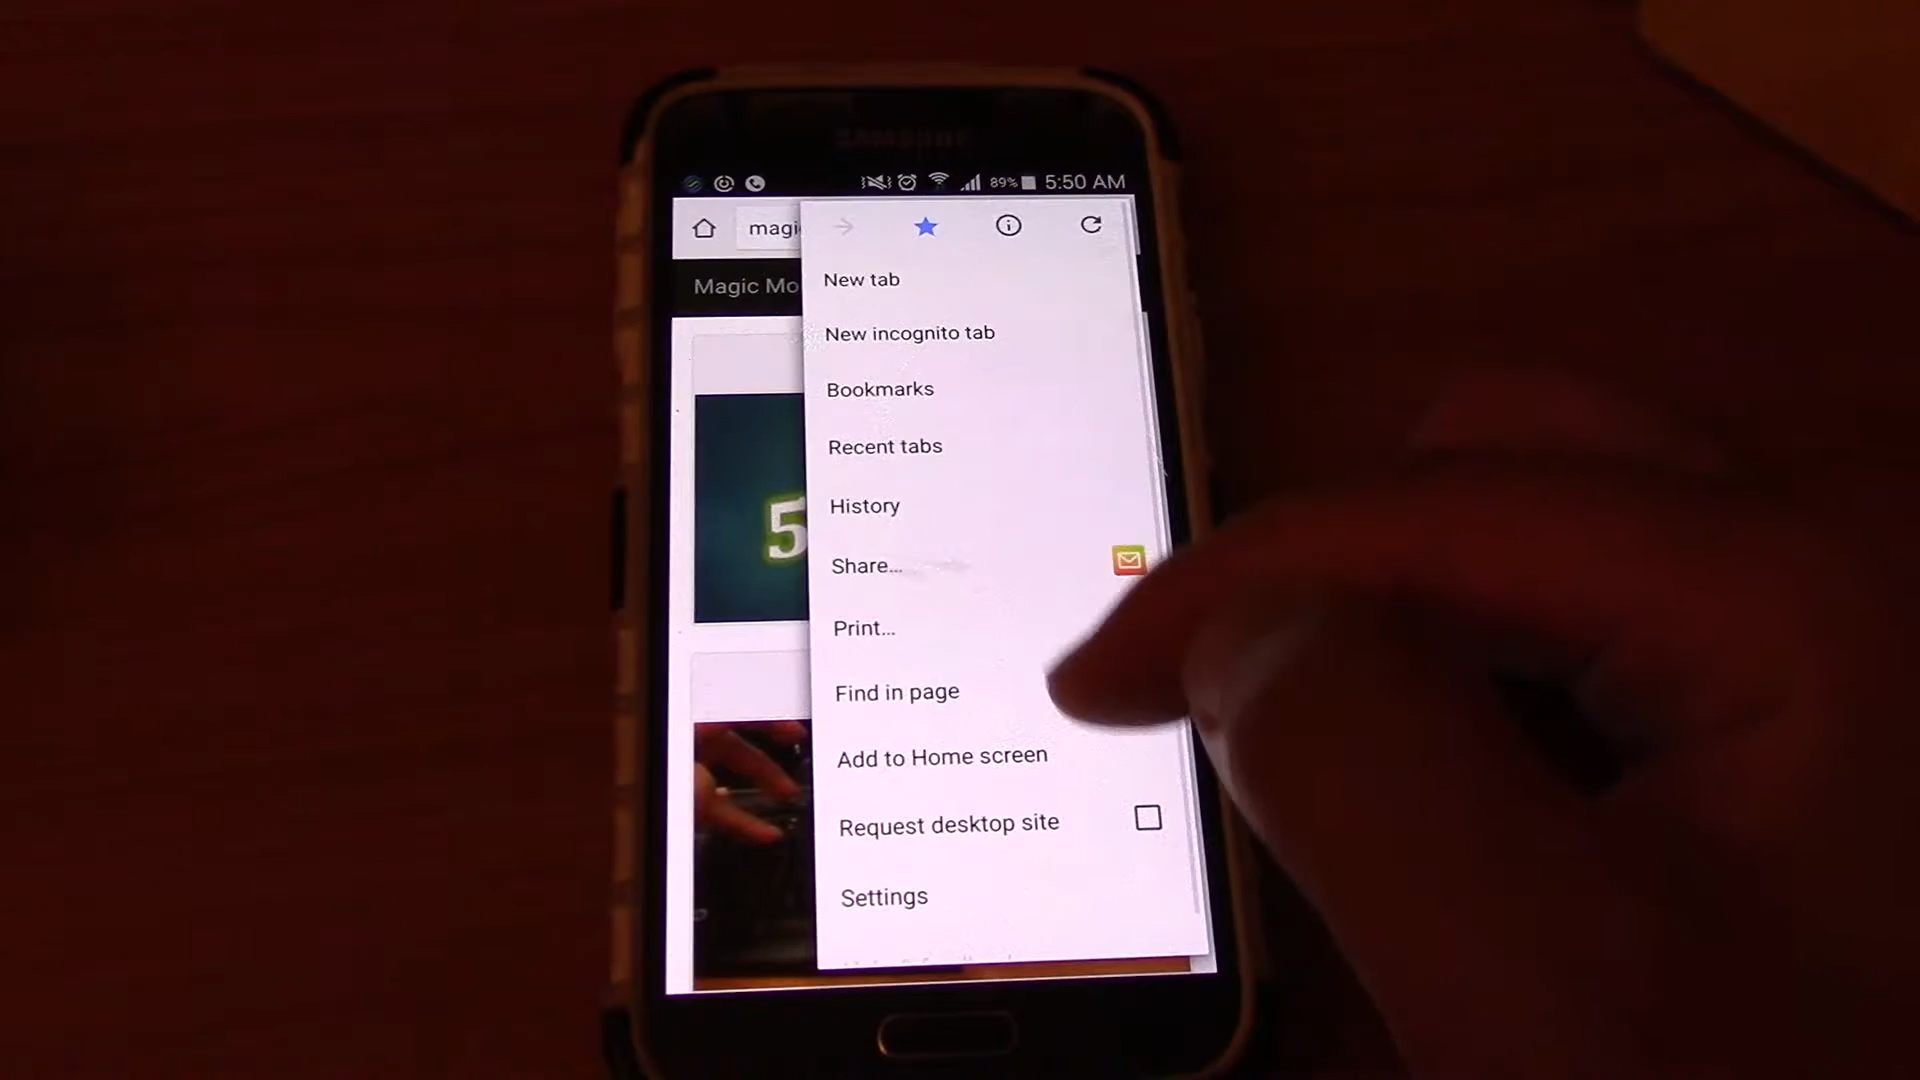 SAMSUNG
89% 5:50 AM
magi
Magic Mo
New tab
New incognito tab
Bookmarks
Recent tabs
History
Share...
Print...
Find in page
Add to Home screen
Request desktop site
Settings
5